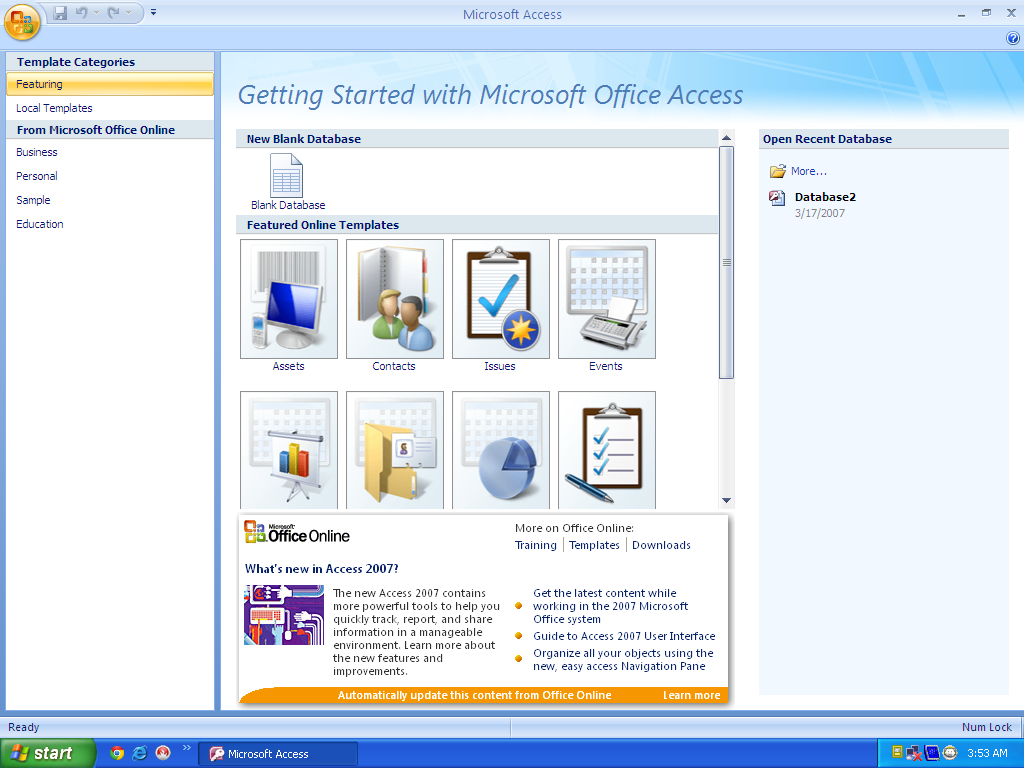 Microsoft Access
Template Categories
Featuring
Local Templates
From Microsoft Office Online
Business
Personal
Sample
Education
Getting Started with Microsoft Office Access
New Blank Database
Blank Database
Featured Online Templates
Assets
Contacts
Issues
Events
Microsoft
Office Online
More on Office Online:
Training
Templates
Downloads
What's new in Access 2007?
The new Access 2007 contains
more powerful tools to help you
quickly track, report, and share
information in a manageable
environment. Learn more about
the new features and
improvements.
Get the latest content while
working in the 2007 Microsoft
Office system
Guide to Access 2007 User Interface
Organize all your objects using the
new, easy access Navigation Pane
Automatically update this content from Office Online
Learn more
Open Recent Database
More...
Database2
3/17/2007
Ready
Num Lock
start
Microsoft Access
3:53 AM